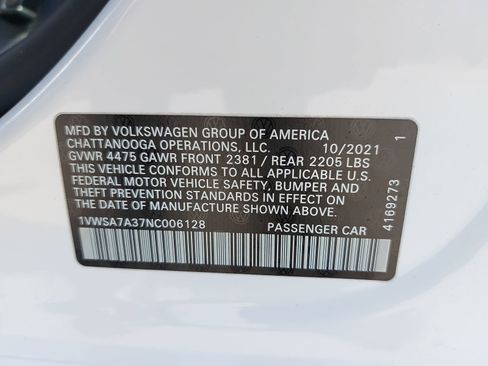 MFD BY VOLKSWAGEN GROUP OF AMERICA
CHATTANOOGA OPERATIONS, LLC. 10/2021
GVWR 4475 GAWR FRONT 2381 / REAR 2205 LBS
THIS VEHICLE CONFORMS TO ALL APPLICABLE U.S.
FEDERAL MOTOR VEHICLE SAFETY, BUMPER AND
THEFT PREVENTION STANDARDS IN EFFECT ON
THE DATE OF MANUFACTURE SHOWN ABOVE.
1VWSA7A37NC006128 PASSENGER CAR
4169273 1